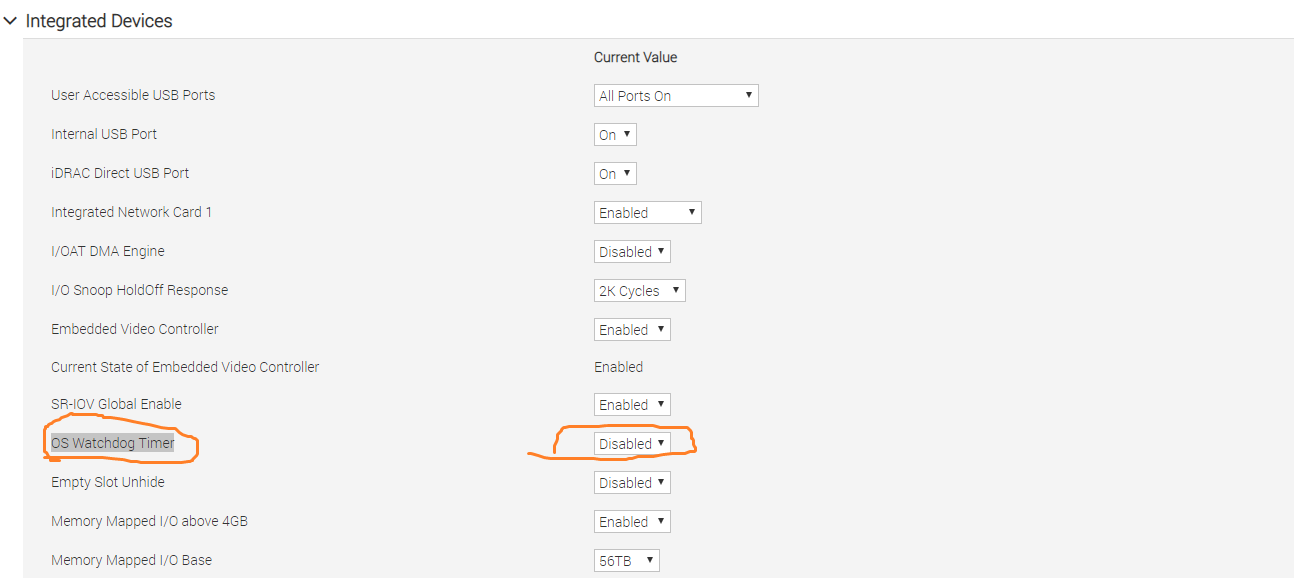 Integrated Devices
Current Value
User Accessible USB Ports All Ports On
Internal USB Port On
iDRAC Direct USB Port On
Integrated Network Card 1 Enabled
I/OAT DMA Engine Disabled
I/O Snoop HoldOff Response 2K Cycles
Embedded Video Controller Enabled
Current State of Embedded Video Controller Enabled
SR-IOV Global Enable Enabled
OS Watchdog Timer Disabled
Empty Slot Unhide Disabled
Memory Mapped I/O above 4GB Enabled
Memory Mapped I/O Base 56TB